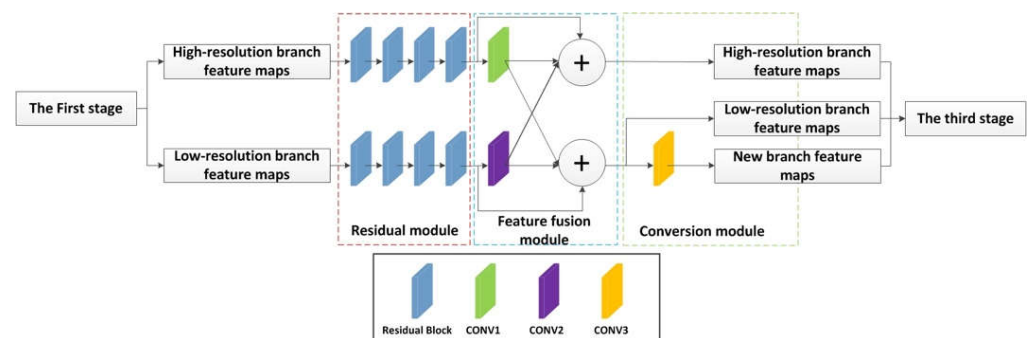 High-resolution branch
feature maps
High-resolution branch
feature maps
+
The First stage
Low-resolution branch
feature maps
The third stage
Low-resolution branch
feature maps
+
New branch feature
maps
Residual module
Feature fusion
module
Conversion module
Residual Block
CONV1
CONV2
CONV3